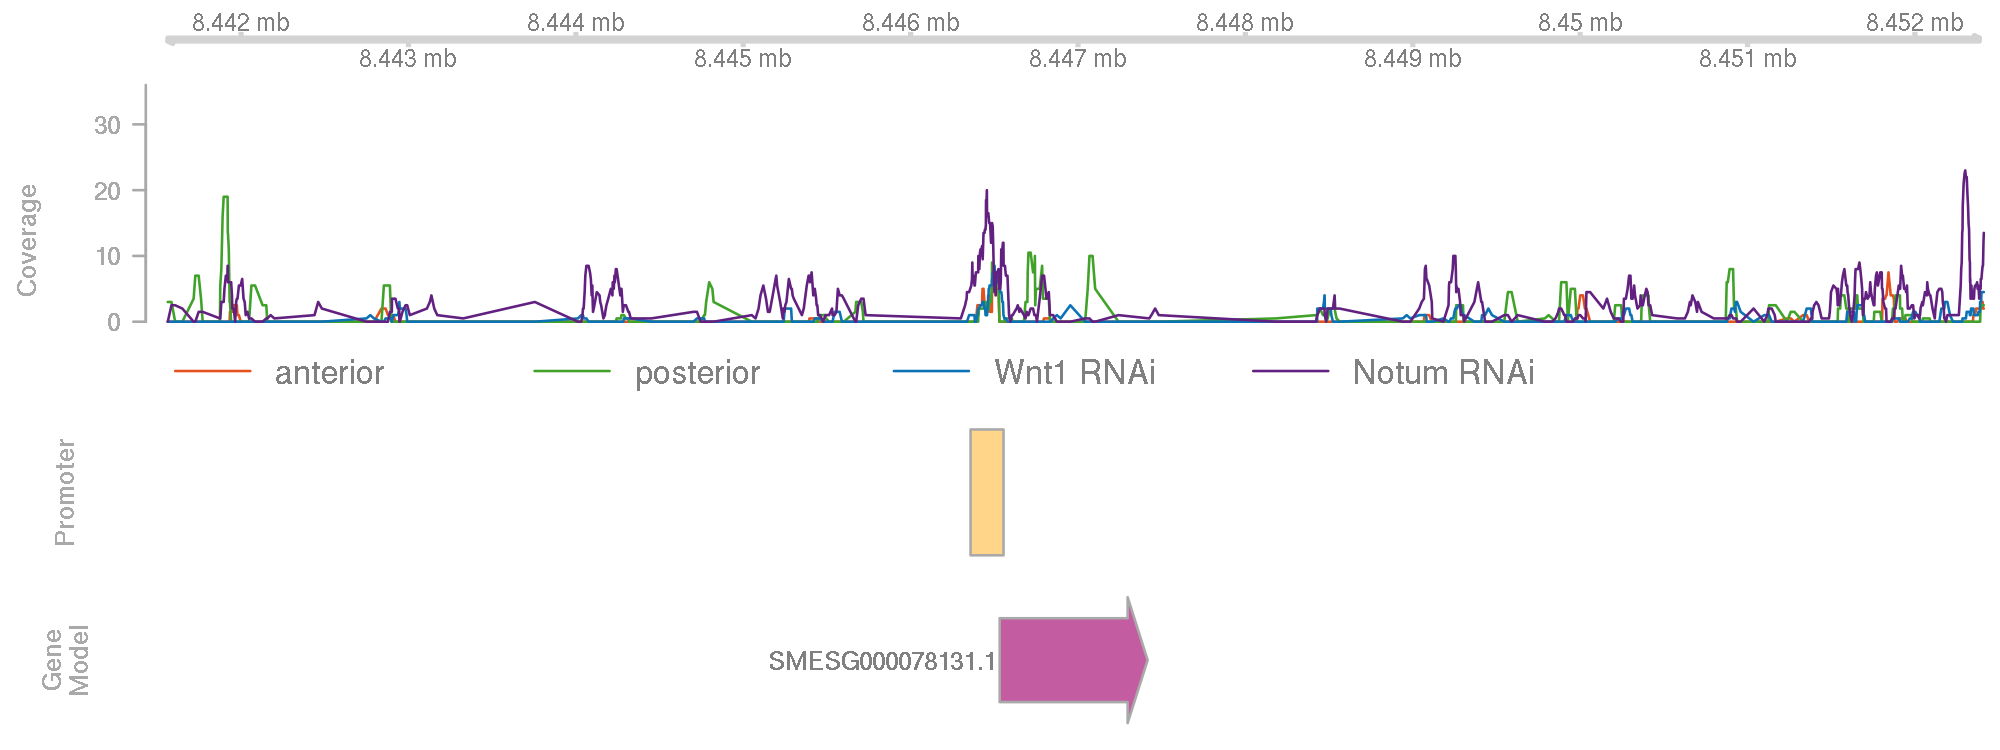 8.442 mb 8.444 mb 8.446 mb 8.448 mb 8.45 mb 8.452 mb
8.443 mb 8.445 mb 8.447 mb 8.449 mb 8.451 mb
Coverage
30
20
10
0
anterior posterior Wnt1 RNAi Notum RNAi
Promoter
Gene
Model
SMESG000078131.1